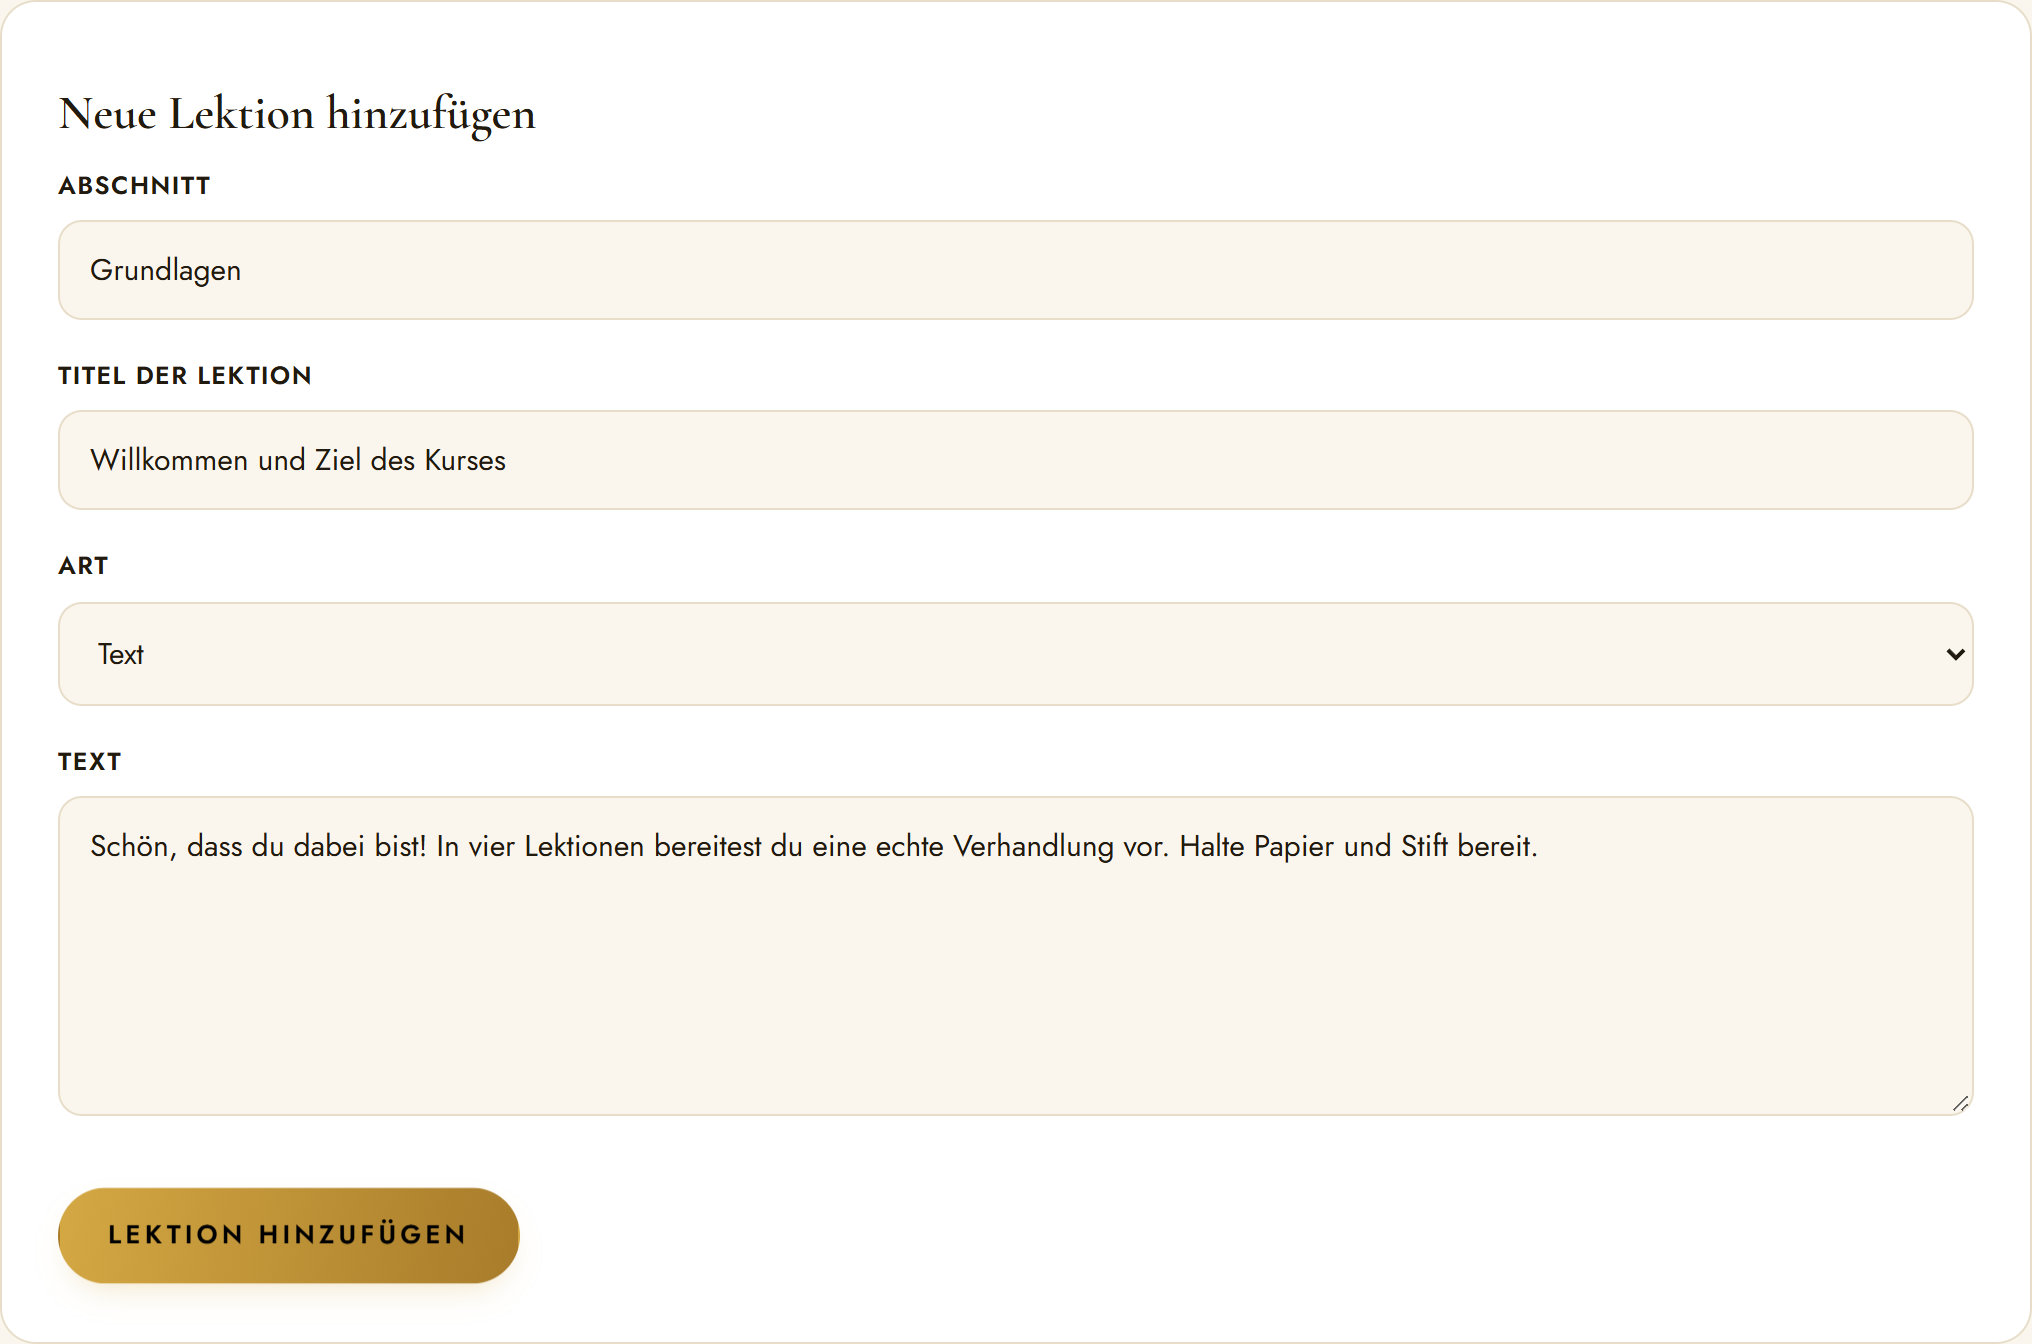 Neue Lektion hinzufügen
ABSCHNITT
Grundlagen
TITEL DER LEKTION
Willkommen und Ziel des Kurses
ART
Text
TEXT
Schön, dass du dabei bist! In vier Lektionen bereitest du eine echte Verhandlung vor. Halte Papier und Stift bereit.
LEKTION HINZUFÜGEN